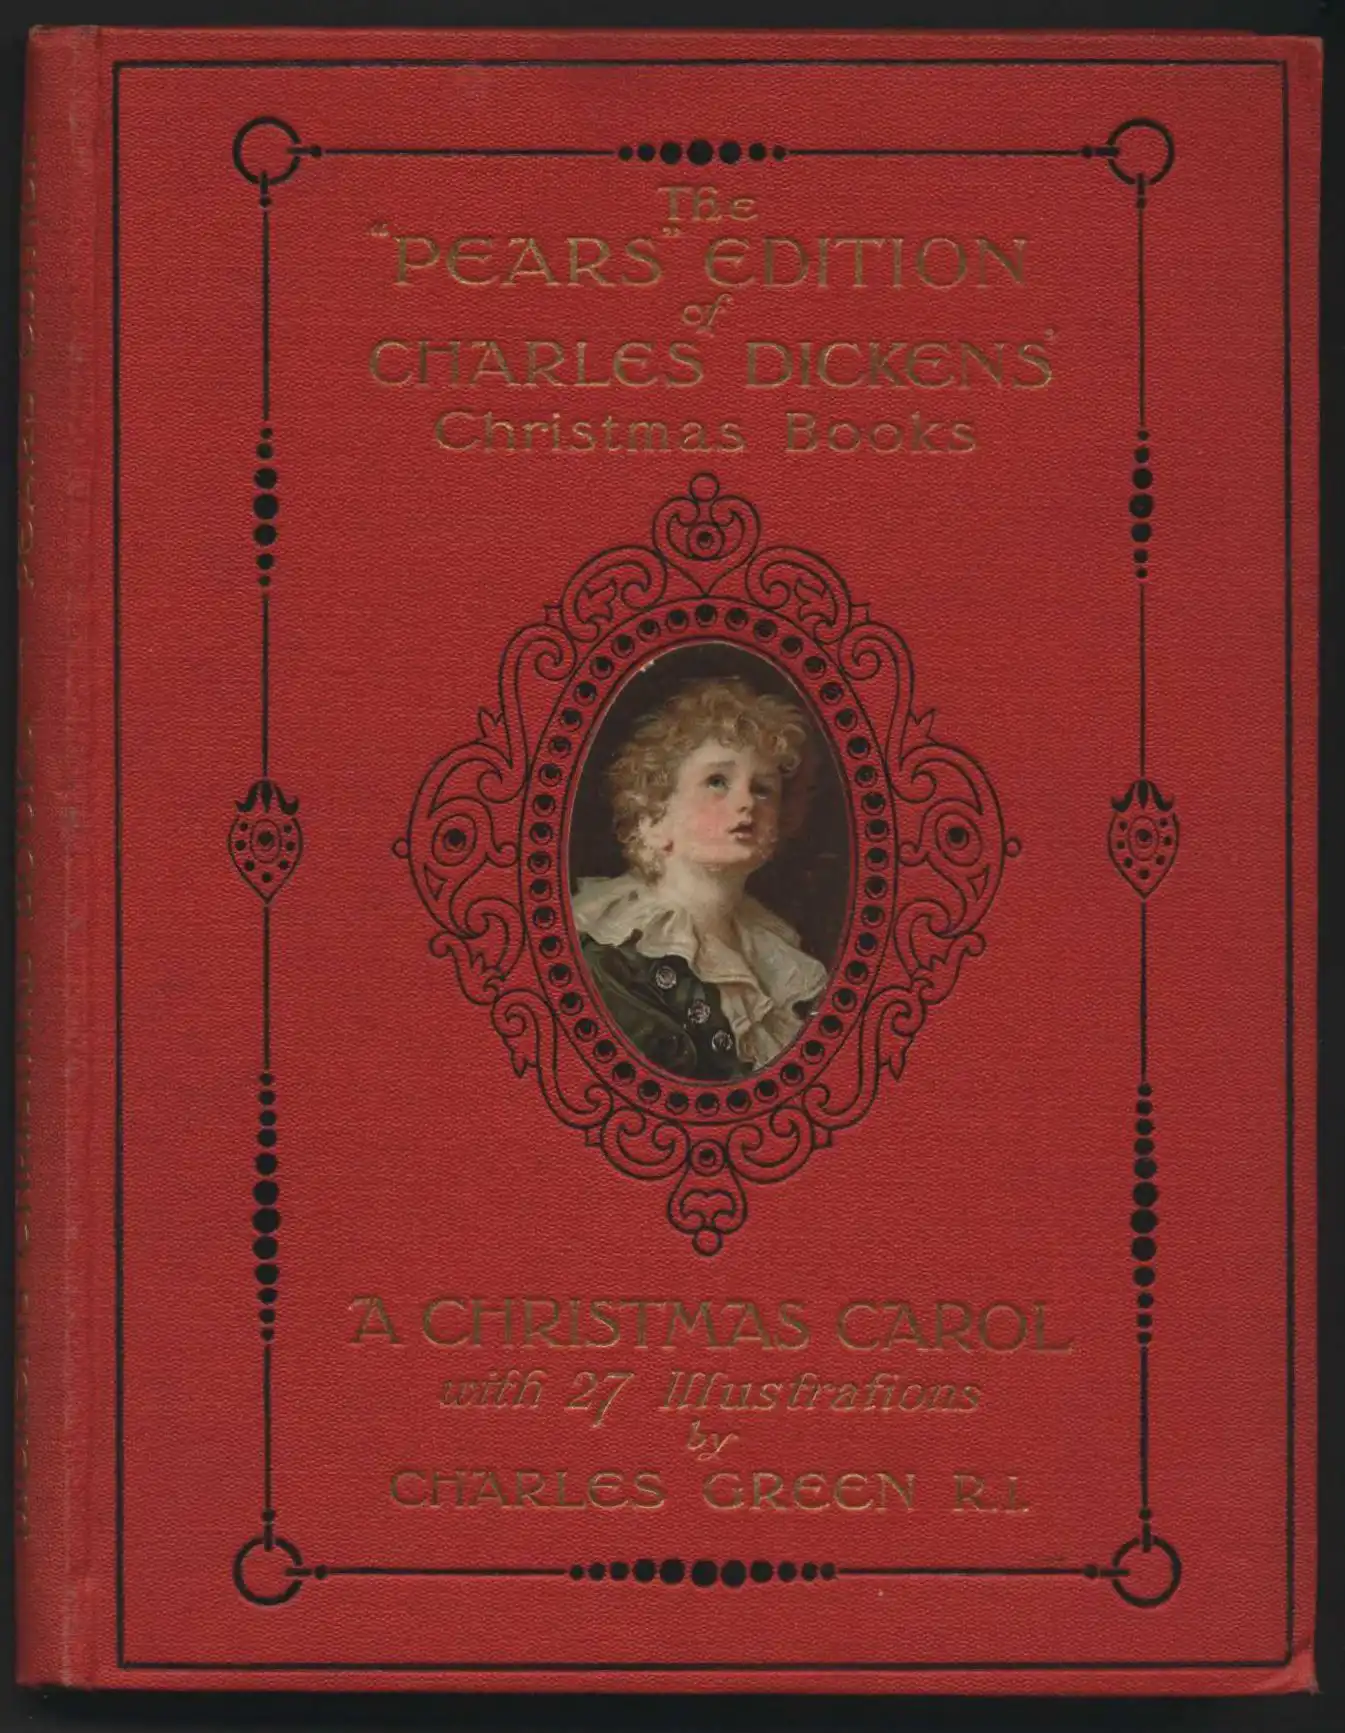 The
"PEARS" EDITION
of
CHARLES DICKENS'
Christmas Books
A CHRISTMAS CAROL
with 27 Illustrations
by
CHARLES GREEN R.I.